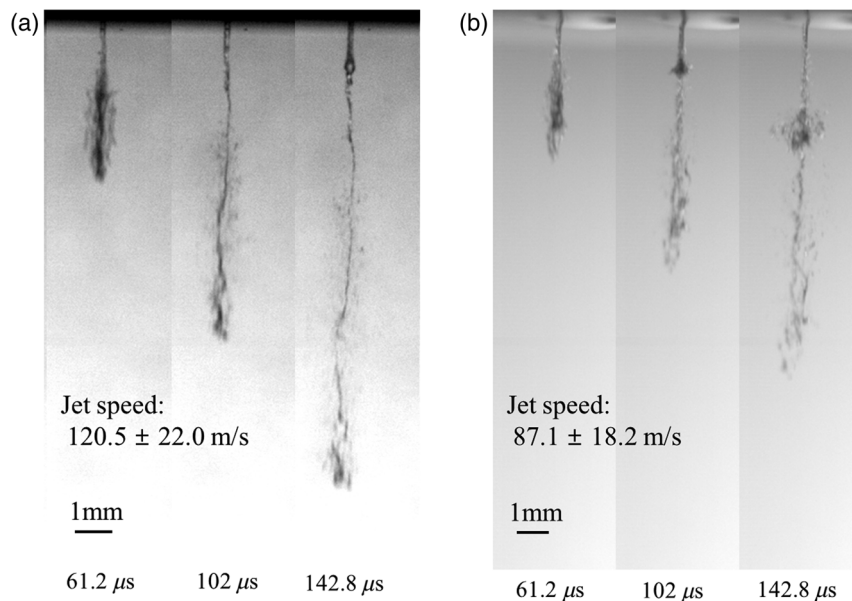 (a)
(b)
Jet speed:
120.5 ± 22.0 m/s
1mm
61.2 μs
102 μs
142.8 μs
Jet speed:
87.1 ± 18.2 m/s
1mm
61.2 μs
102 μs
142.8 μs